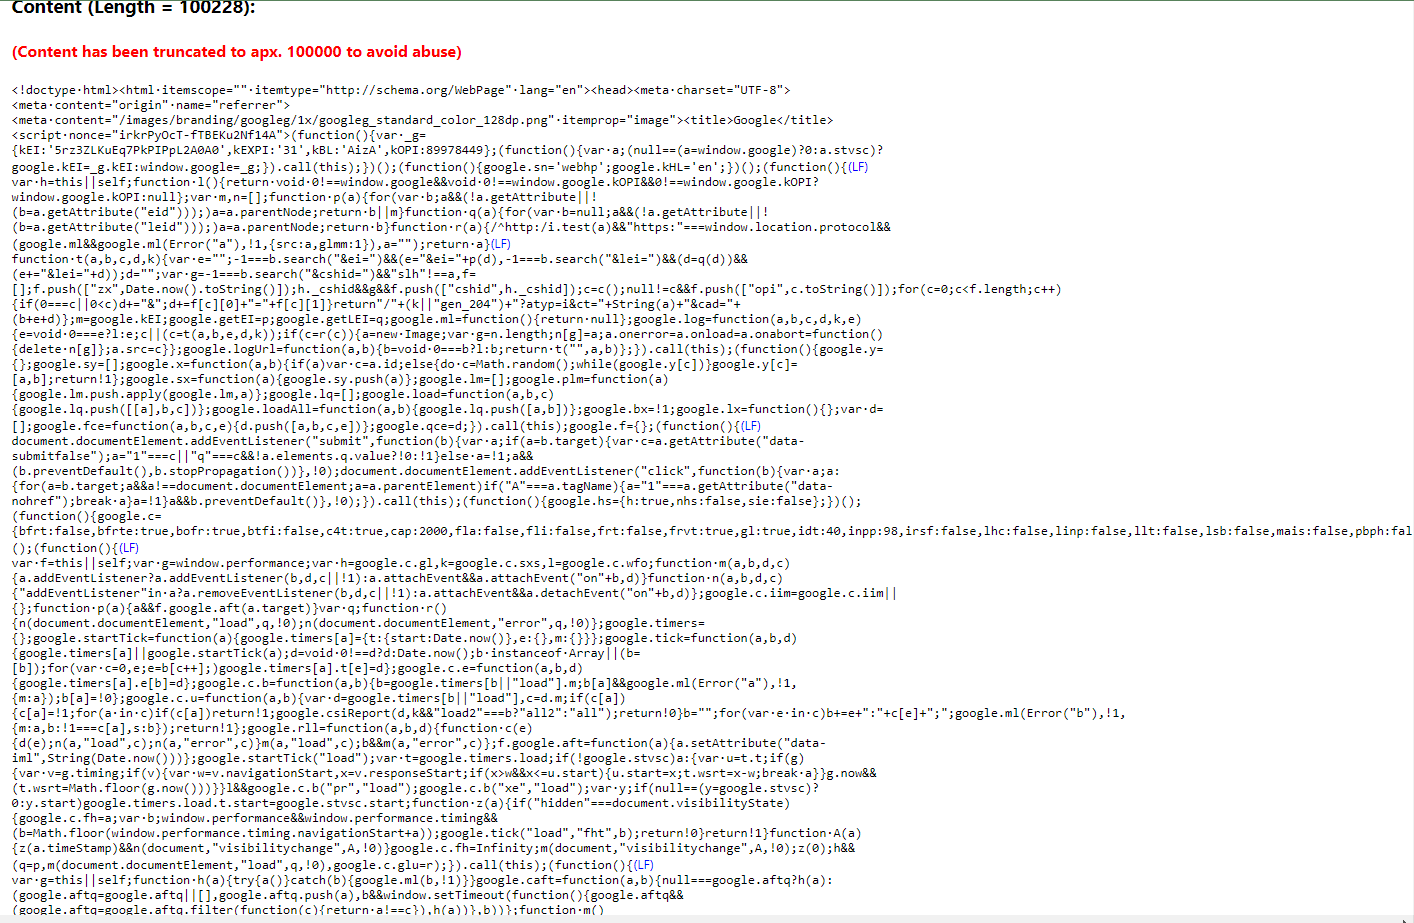 Content (Length = 100228):
(Content has been truncated to apx. 100000 to avoid abuse)
<!doctype·html><html·itemscope=""·itemtype="http://schema.org/WebPage"·lang="en"><head><meta·charset="UTF-8">
<meta·content="origin"·name="referrer">
<meta·content="/images/branding/googleg/1x/googleg_standard_color_128dp.png"·itemprop="image"><title>Google</title>
<script·nonce="irkrPyOcT-fTBEKu2Nf14A">(function(){var·_g=
{kEI:'5rz3ZLKuEq7PkPIPpL2A0A0',kEXPI:'31',kBL:'AizA',kOPI:89978449};(function(){var·a;(null==(a=window.google)?0:a.stvsc)?
google.kEI=_g.kEI:window.google=_g;}).call(this);})();(function(){google.sn='webhp';google.kHL='en';})();(function(){(LF)
var·h=this||self;function·l(){return·void·0!==window.google&&void·0!==window.google.kOPI&&0!==window.google.kOPI?
window.google.kOPI:null};var·m,n=[];function·p(a){for(var·b;a&&(!a.getAttribute||!
(b=a.getAttribute("eid")));)a=a.parentNode;return·b||m}function·q(a){for(var·b=null;a&&(!a.getAttribute||!
(b=a.getAttribute("leid")));)a=a.parentNode;return·b}function·r(a){/^http:/i.test(a)&&"https:"===window.location.protocol&&
(google.ml&&google.ml(Error("a"),!1,{src:a,glmm:1}),a="");return·a}(LF)
function·t(a,b,c,d,k){var·e="";-1===b.search("&ei=")&&(e="&ei="+p(d),-1===b.search("&lei=")&&(d=q(d))&&
(e+="&lei="+d));d="";var·g=-1===b.search("&cshid=")&&"slh"!==a,f=
[];f.push(["zx",Date.now().toString()]);h._cshid&&g&&f.push(["cshid",h._cshid]);c=c();null!=c&&f.push(["opi",c.toString()]);for(c=0;c<f.length;c++)
{if(0===c||0<c)d+="&";d+=f[c][0]+"="+f[c][1]}return"/"+(k||"gen_204")+"?atyp=i&ct="+String(a)+"&cad="+
(b+e+d)};m=google.kEI;google.getEI=p;google.getLEI=q;google.ml=function(){return·null};google.log=function(a,b,c,d,k,e)
{e=void·0===e?l:e;c||(c=t(a,b,e,d,k));if(c=r(c)){a=new·Image;var·g=n.length;n[g]=a;a.onerror=a.onload=a.onabort=function()
{delete·n[g]};a.src=c}};google.logUrl=function(a,b){b=void·0===b?l:b;return·t("",a,b)};}).call(this);(function(){google.y=
{};google.sy=[];google.x=function(a,b){if(a)var·c=a.id;else{do·c=Math.random();while(google.y[c])}google.y[c]=
[a,b];return!1};google.sx=function(a){google.sy.push(a)};google.lm=[];google.plm=function(a)
{google.lm.push.apply(google.lm,a)};google.lq=[];google.load=function(a,b,c)
{google.lq.push([[a],b,c])};google.loadAll=function(a,b){google.lq.push([a,b])};google.bx=!1;google.lx=function(){};var·d=
[];google.fce=function(a,b,c,e){d.push([a,b,c,e])};google.qce=d;}).call(this);google.f={};(function(){(LF)
document.documentElement.addEventListener("submit",function(b){var·a;if(a=b.target){var·c=a.getAttribute("data-
submitfalse");a="1"===c||"q"===c&&!a.elements.q.value?!0:!1}else·a=!1;a&&
(b.preventDefault(),b.stopPropagation())},!0);document.documentElement.addEventListener("click",function(b){var·a;a:
{for(a=b.target;a&&a!==document.documentElement;a=a.parentElement)if("A"===a.tagName){a="1"===a.getAttribute("data-
nohref");break·a}a=!1}a&&b.preventDefault()},!0);}).call(this);(function(){google.hs={h:true,nhs:false,sie:false};})();
(function(){google.c=
{bfrt:false,bfrte:true,bofr:true,btfi:false,c4t:true,cap:2000,fla:false,fli:false,frt:false,frvt:true,gl:true,idt:40,inpp:98,irsf:false,lhc:false,linp:false,llt:false,lsb:false,mais:false,pbph:fal
();(function(){(LF)
var·f=this||self;var·g=window.performance;var·h=google.c.gl,k=google.c.sxs,l=google.c.wfo;function·m(a,b,d,c)
{a.addEventListener?a.addEventListener(b,d,c||!1):a.attachEvent&&a.attachEvent("on"+b,d)}function·n(a,b,d,c)
{"addEventListener"in·a?a.removeEventListener(b,d,c||!1):a.attachEvent&&a.detachEvent("on"+b,d)};google.c.iim=google.c.iim||
{};function·p(a){a&&f.google.aft(a.target)}var·q;function·r()
{n(document.documentElement,"load",q,!0);n(document.documentElement,"error",q,!0)};google.timers=
{};google.startTick=function(a){google.timers[a]={t:{start:Date.now()},e:{},m:{}}};google.tick=function(a,b,d)
{google.timers[a]||google.startTick(a);d=void·0!==d?d:Date.now();b·instanceof·Array||(b=
[b]);for(var·c=0,e;e=b[c++];)google.timers[a].t[e]=d};google.c.e=function(a,b,d)
{google.timers[a].e[b]=d};google.c.b=function(a,b){b=google.timers[b||"load"].m;b[a]&&google.ml(Error("a"),!1,
{m:a});b[a]=!0};google.c.u=function(a,b){var·d=google.timers[b||"load"],c=d.m;if(c[a])
{c[a]=!1;for(a·in·c)if(c[a])return!1;google.csiReport(d,k&&"load2"===b?"all2":"all");return!0}b="";for(var·e·in·c)b+=e+":"+c[e]+";";google.ml(Error("b"),!1,
{m:a,b:!1===c[a],s:b});return!1};google.rll=function(a,b,d){function·c(e)
{d(e);n(a,"load",c);n(a,"error",c)}m(a,"load",c);b&&m(a,"error",c)};f.google.aft=function(a){a.setAttribute("data-
iml",String(Date.now()))};google.startTick("load");var·t=google.timers.load;if(!google.stvsc)a:{var·u=t.t;if(g)
{var·v=g.timing;if(v){var·w=v.navigationStart,x=v.responseStart;if(x>w&&x<=u.start){u.start=x;t.wsrt=x-w;break·a}}g.now&&
(t.wsrt=Math.floor(g.now()))}}l&&google.c.b("pr","load");google.c.b("xe","load");var·y;if(null==(y=google.stvsc)?
0:y.start)google.timers.load.t.start=google.stvsc.start;function·z(a){if("hidden"===document.visibilityState)
{google.c.fh=a;var·b;window.performance&&window.performance.timing&&
(b=Math.floor(window.performance.timing.navigationStart+a));google.tick("load","fht",b);return!0}return!1}function·A(a)
{z(a.timeStamp)&&n(document,"visibilitychange",A,!0)}google.c.fh=Infinity;m(document,"visibilitychange",A,!0);z(0);h&&
(q=p,m(document.documentElement,"load",q,!0),google.c.glu=r);}).call(this);(function(){(LF)
var·g=this||self;function·h(a){try{a()}catch(b){google.ml(b,!1)}}google.caft=function(a,b){null===google.aftq?h(a):
(google.aftq=google.aftq||[],google.aftq.push(a),b&&window.setTimeout(function(){google.aftq&&
(google.aftq=google.aftq.filter(function(c){return·a!==c}),h(a))},b))};function·m()